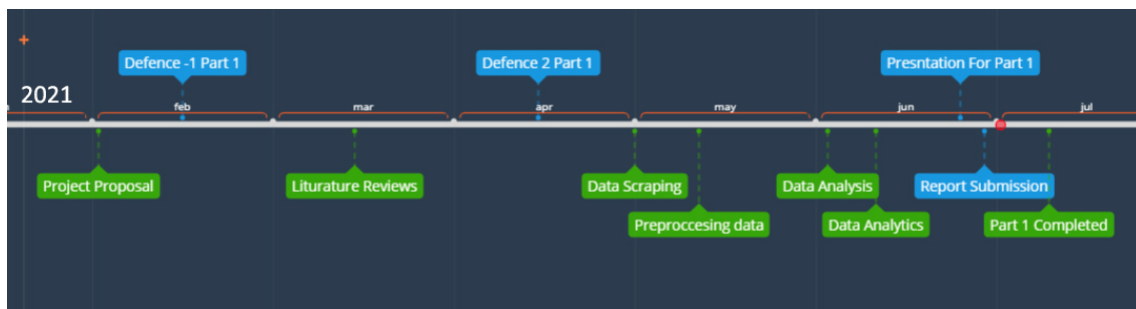 Defence -1 Part 1
Defence 2 Part 1
Presntation For Part 1
2021
feb
mar
apr
may
jun
jul
Project Proposal
Liturature Reviews
Data Scraping
Data Analysis
Report Submission
Preproccesing data
Data Analytics
Part 1 Completed